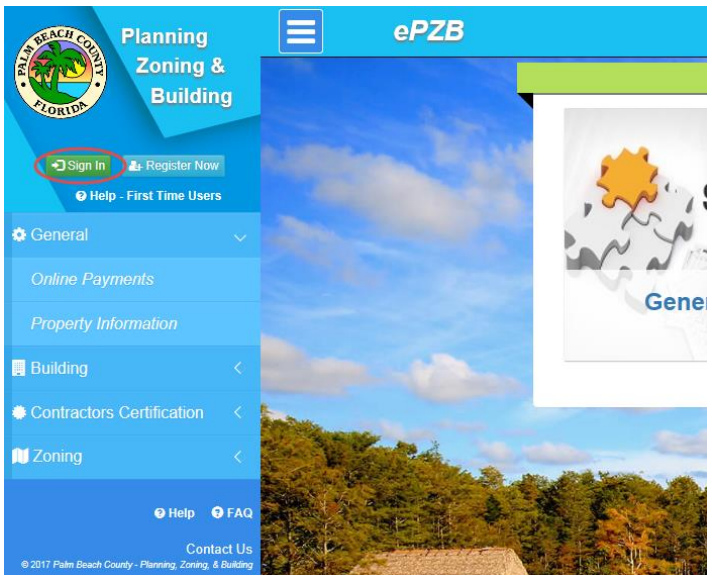 PALM BEACH COUNTY
FLORIDA
Planning
Zoning &
Building
ePZB
Sign In
Register Now
Help - First Time Users
General
Online Payments
Property Information
Building
Contractors Certification
Zoning
Help
FAQ
Contact Us
© 2017 Palm Beach County - Planning, Zoning, & Building
S
Gener